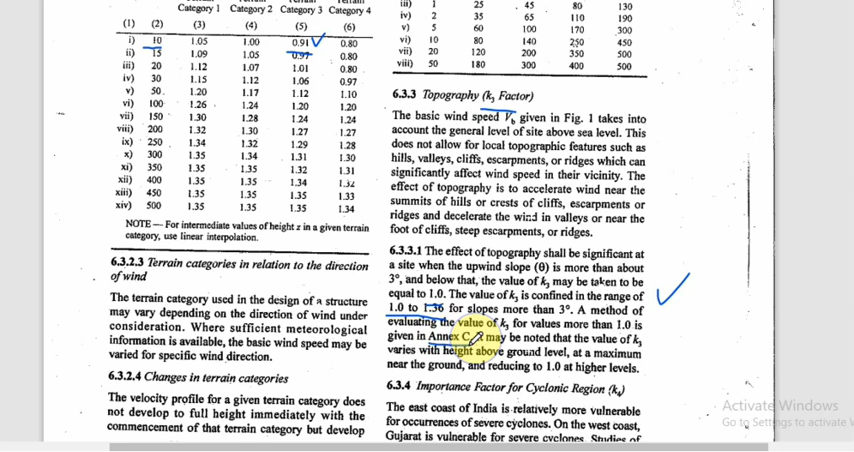 Category 1 Category 2 Category 3 Category 4
(1) (2) (3) (4) (5) (6)
i) 10 1.05 1.00 0.91 0.80
ii) 15 1.09 1.05 0.97 0.80
iii) 20 1.12 1.07 1.01 0.80
iv) 30 1.15 1.12 1.06 0.97
v) 50 1.20 1.17 1.12 1.10
vi) 100 1.26 1.24 1.20 1.20
vii) 150 1.30 1.28 1.24 1.24
viii) 200 1.32 1.30 1.27 1.27
ix) 250 1.34 1.32 1.29 1.28
x) 300 1.35 1.34 1.31 1.30
xi) 350 1.35 1.35 1.32 1.31
xii) 400 1.35 1.35 1.34 1.32
xiii) 450 1.35 1.35 1.35 1.33
xiv) 500 1.35 1.35 1.35 1.34
NOTE — For intermediate values of height z in a given terrain
category, use linear interpolation.
6.3.2.3 Terrain categories in relation to the direction
of wind
The terrain category used in the design of a structure
may vary depending on the direction of wind under
consideration. Where sufficient meteorological
information is available, the basic wind speed may be
varied for specific wind direction.
6.3.2.4 Changes in terrain categories
The velocity profile for a given terrain category does
not develop to full height immediately with the
commencement of that terrain category but develop
iii) 1 25 45 80 130
iv) 2 35 65 110 190
v) 5 60 100 170 300
vi) 10 80 140 250 450
vii) 20 120 200 350 500
viii) 50 180 300 400 500
6.3.3 Topography (k₃ Factor)
The basic wind speed V_b given in Fig. 1 takes into
account the general level of site above sea level. This
does not allow for local topographic features such as
hills, valleys, cliffs, escarpments, or ridges which can
significantly affect wind speed in their vicinity. The
effect of topography is to accelerate wind near the
summits of hills or crests of cliffs, escarpments or
ridges and decelerate the wind in valleys or near the
foot of cliffs, steep escarpments, or ridges.
6.3.3.1 The effect of topography shall be significant at
a site when the upwind slope (θ) is more than about
3°, and below that, the value of k₃ may be taken to be
equal to 1.0. The value of k₃ is confined in the range of
1.0 to 1.36 for slopes more than 3°. A method of
evaluating the value of k₃ for values more than 1.0 is
given in Annex C. may be noted that the value of k₃
varies with height above ground level, at a maximum
near the ground, and reducing to 1.0 at higher levels.
6.3.4 Importance Factor for Cyclonic Region (k₄)
The east coast of India is relatively more vulnerable
for occurrences of severe cyclones. On the west coast,
Gujarat is vulnerable for severe cyclones. Studies of
Activate Windows
Go to Settings to activate